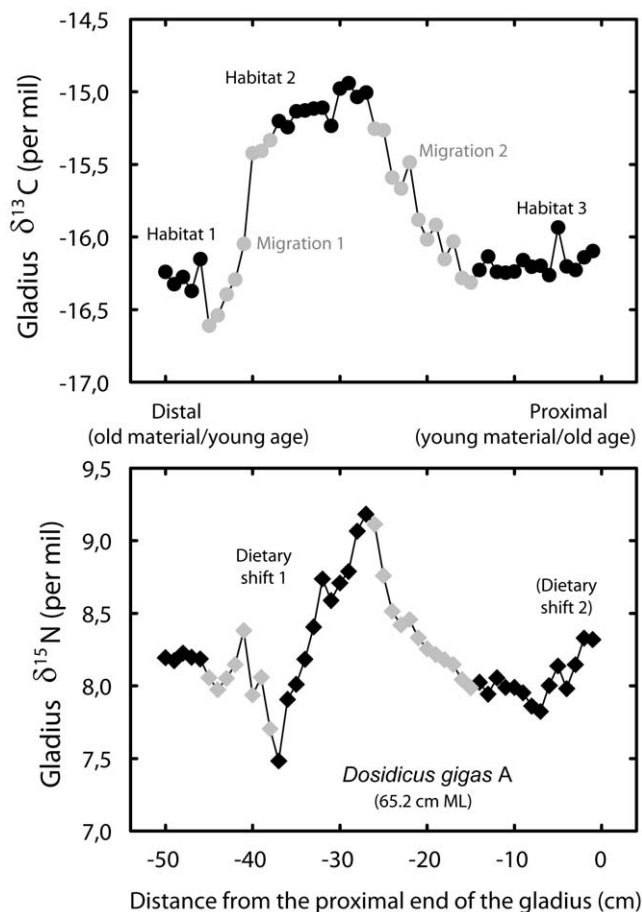 -14,5
-15,0
-15,5
-16,0
-16,5
-17,0
Gladius δ13C (per mil)
Habitat 1
Habitat 2
Migration 1
Migration 2
Habitat 3
Distal
(old material/young age)
Proximal
(young material/old age)
9,5
9,0
8,5
8,0
7,5
7,0
Gladius δ15N (per mil)
Dietary
shift 1
(Dietary
shift 2)
Dosidicus gigas A
(65.2 cm ML)
-50 -40 -30 -20 -10 0
Distance from the proximal end of the gladius (cm)